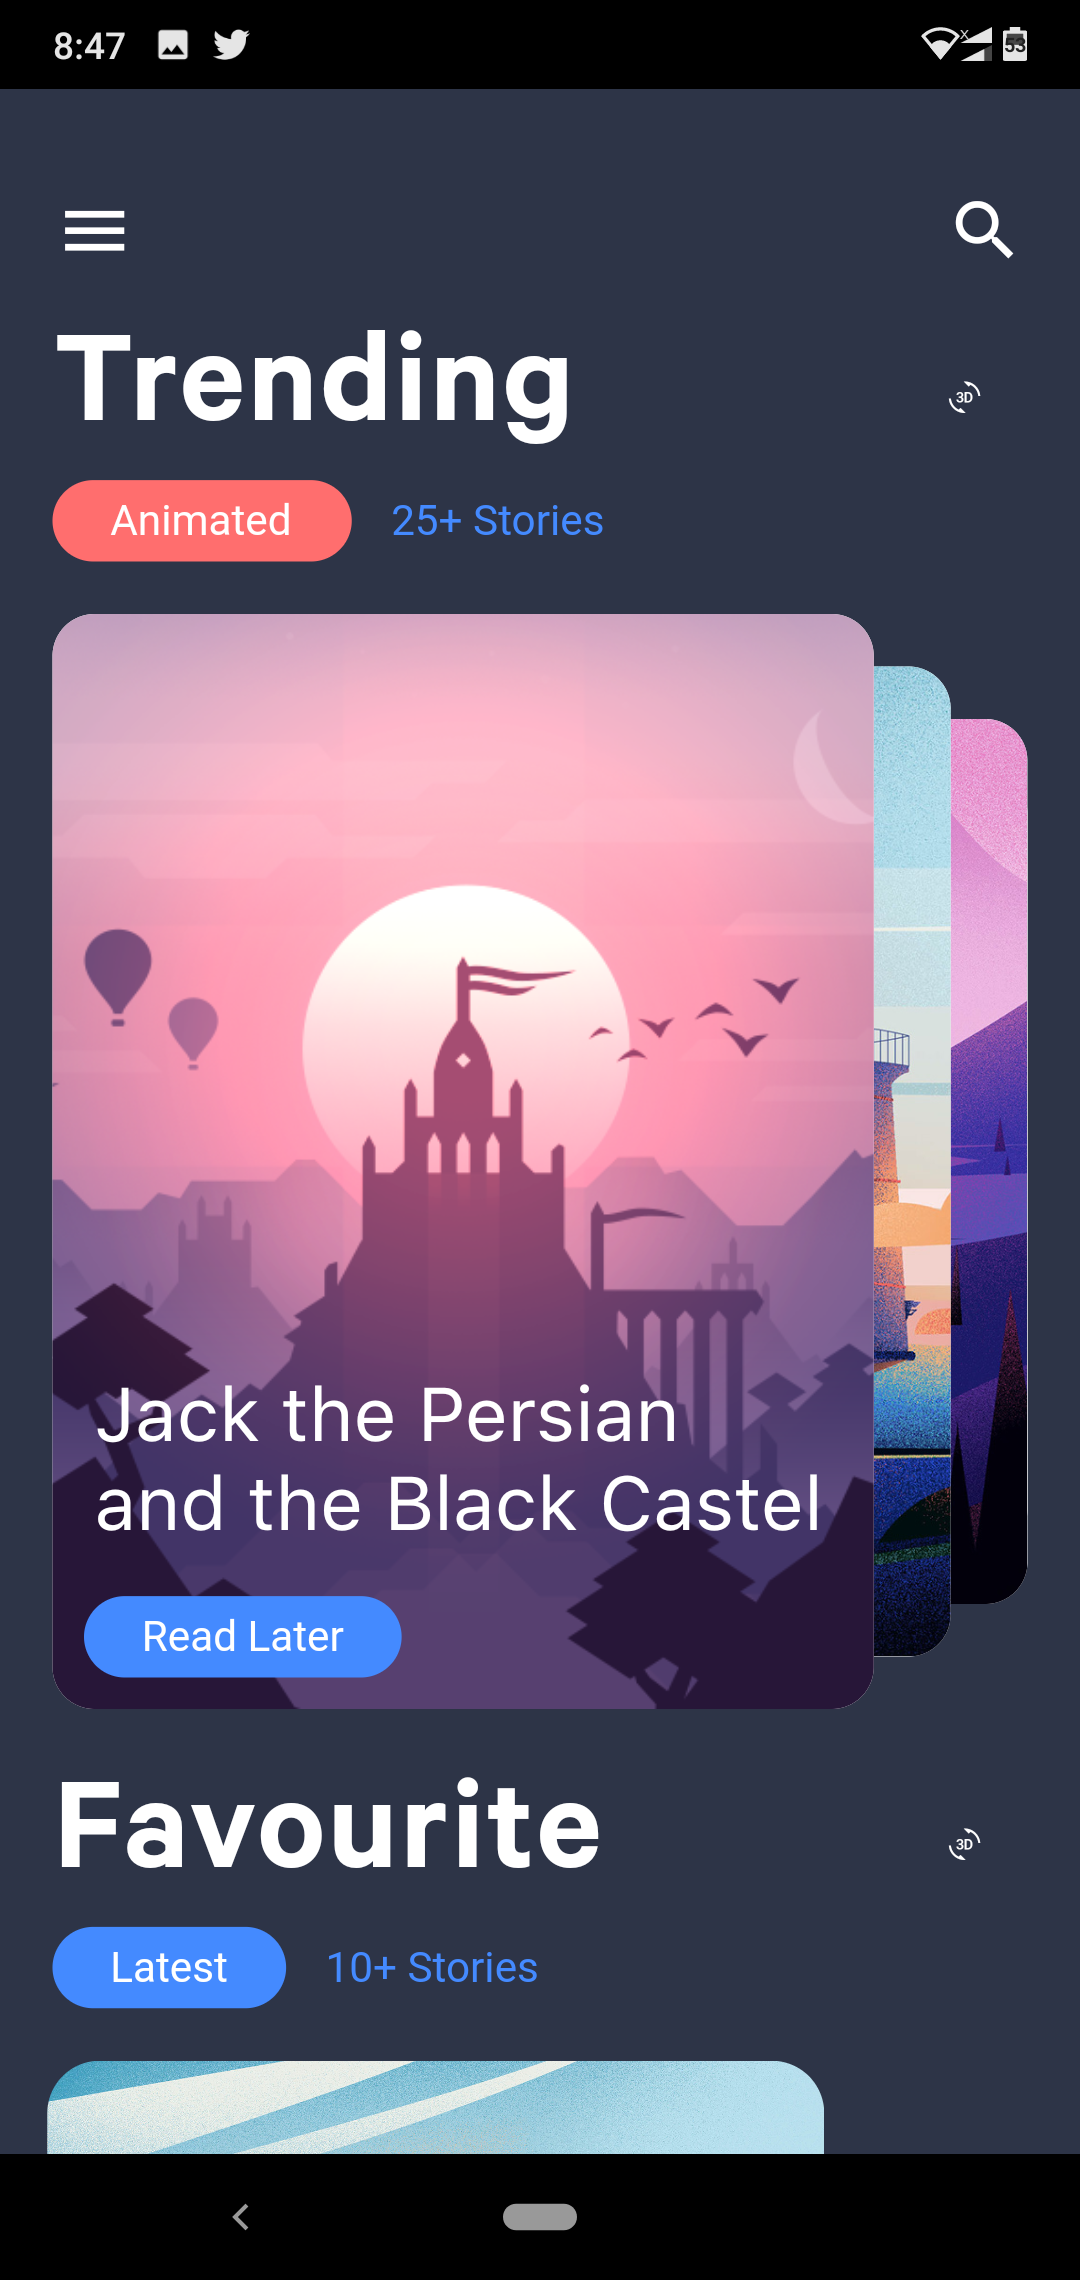 8:47
53
Trending
3D
Animated
25+ Stories
Jack the Persian
and the Black Castel
Read Later
Favourite
3D
Latest
10+ Stories